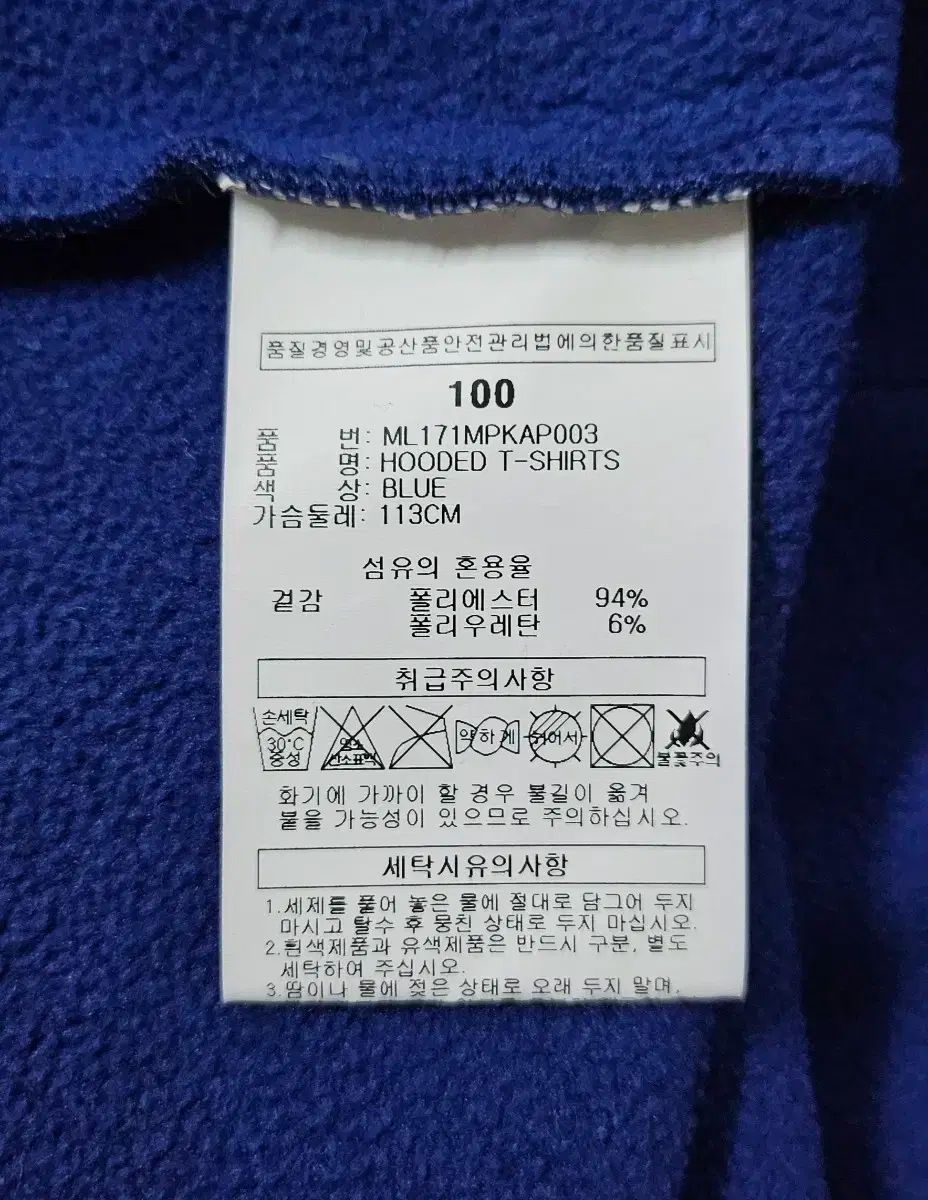 품질경영및공산품안전관리법에의한품질표시
100
품 번: ML171MPKAP003
품 명: HOODED T-SHIRTS
색 상: BLUE
가슴둘레: 113CM
섬유의 혼용율
겉감 폴리에스터 94%
폴리우레탄 6%
취급주의사항
손세탁 30°C 중성
염소 산소표백
약하게
뉘어서
불꽃주의
화기에 가까이 할 경우 불길이 옮겨
붙을 가능성이 있으므로 주의하십시오.
세탁시유의사항
1.세제를 풀어 놓은 물에 절대로 담그어 두지
마시고 탈수 후 뭉친 상태로 두지 마십시오.
2.흰색제품과 유색제품은 반드시 구분, 별도
세탁하여 주십시오.
3.땀이나 물에 젖은 상태로 오래 두지 말며,